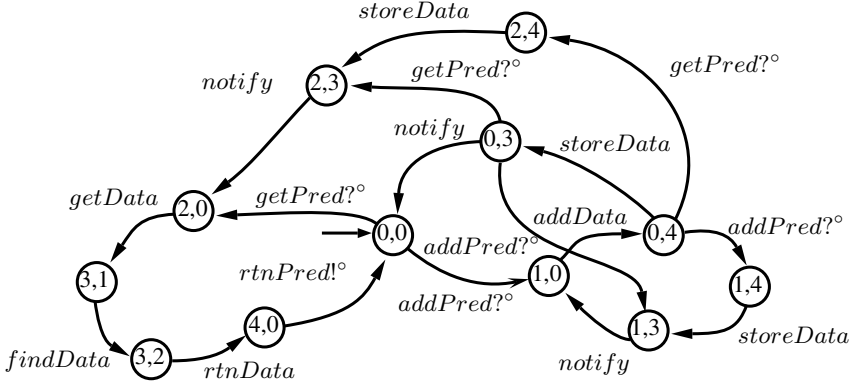 storeData
2,4
getPred?°
getPred?°
2,3
notify
notify
0,3
storeData
getData
getPred?°
2,0
addData
addPred?°
0,0
0,4
addPred?°
rtnPred!°
1,0
3,1
1,4
addPred?°
4,0
1,3
storeData
findData
3,2
rtnData
notify